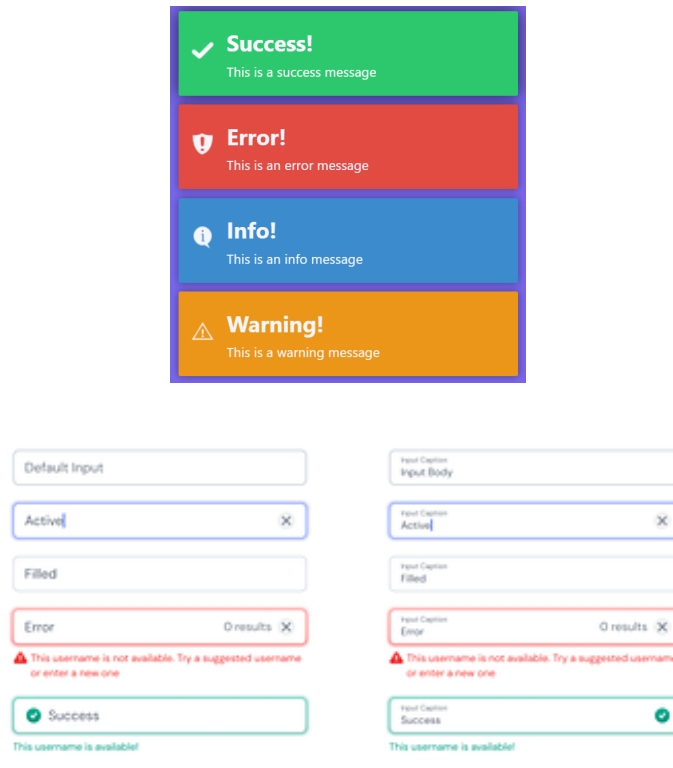 Success!
This is a success message
Error!
This is an error message
Info!
This is an info message
Warning!
This is a warning message
Default Input
Active
Filled
Error 0 results
This username is not available. Try a suggested username
or enter a new one
Success
This username is available!
Input Caption
Input Body
Input Caption
Active
Input Caption
Filled
Input Caption
Error 0 results
This username is not available. Try a suggested username
or enter a new one
Input Caption
Success
This username is available!